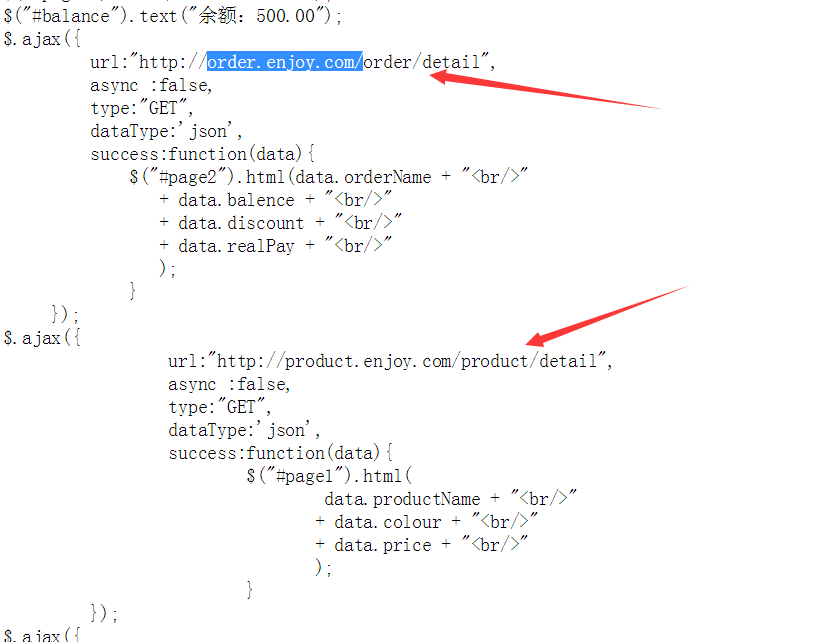 $("#balance").text("余额：500.00");
$.ajax({
url:"http://order.enjoy.com/order/detail",
async :false,
type:"GET",
dataType:'json',
success:function(data){
$("#page2").html(data.orderName + "<br/>"
+ data.balence + "<br/>"
+ data.discount + "<br/>"
+ data.realPay + "<br/>"
);
}
});
$.ajax({
url:"http://product.enjoy.com/product/detail",
async :false,
type:"GET",
dataType:'json',
success:function(data){
$("#page1").html(
data.productName + "<br/>"
+ data.colour + "<br/>"
+ data.price + "<br/>"
);
}
});
$.ajax({